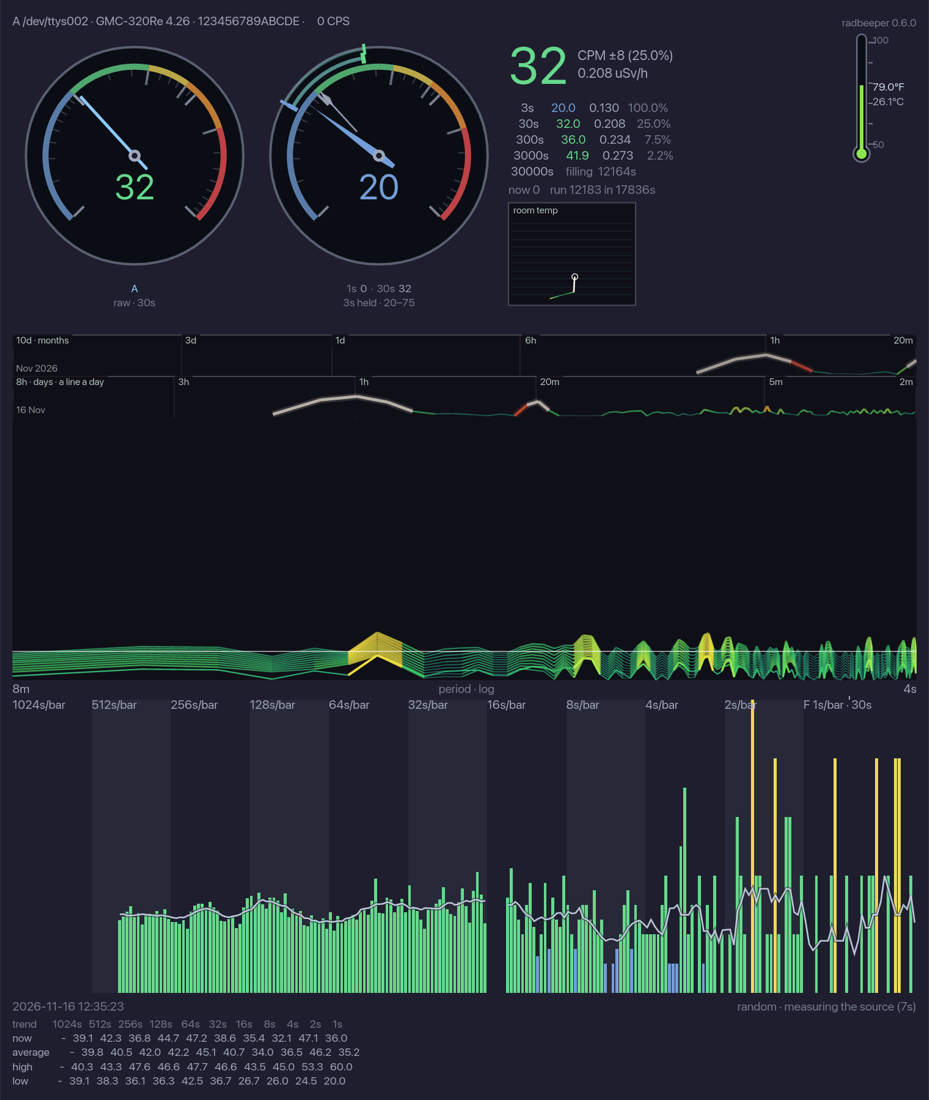 A /dev/ttys002 · GMC-320Re 4.26 · 123456789ABCDE · 0 CPS
radbeeper 0.6.0
32
20
32 CPM ±8 (25.0%)
0.208 uSv/h
3s 20.0 0.130 100.0%
30s 32.0 0.208 25.0%
300s 36.0 0.234 7.5%
3000s 41.9 0.273 2.2%
30000s filling 12164s
now 0 run 12183 in 17836s
room temp
100
79.0°F
26.1°C
50
A
raw · 30s
1s 0 · 30s 32
3s held · 20–75
10d · months 3d 1d 6h 1h 20m
Nov 2026
8h · days · a line a day 3h 1h 20m 5m 2m
16 Nov
8m period · log 4s
1024s/bar 512s/bar 256s/bar 128s/bar 64s/bar 32s/bar 16s/bar 8s/bar 4s/bar 2s/bar F 1s/bar · 30s
2026-11-16 12:35:23 random · measuring the source (7s)
trend 1024s 512s 256s 128s 64s 32s 16s 8s 4s 2s 1s
now - 39.1 42.3 36.8 44.7 47.2 38.6 35.4 32.1 47.1 36.0
average - 39.8 40.5 42.0 42.2 45.1 40.7 34.0 36.5 46.2 35.2
high - 40.3 43.3 47.6 46.6 47.7 46.6 43.5 45.0 53.3 60.0
low - 39.1 38.3 36.1 36.3 42.5 36.7 26.7 26.0 24.5 20.0